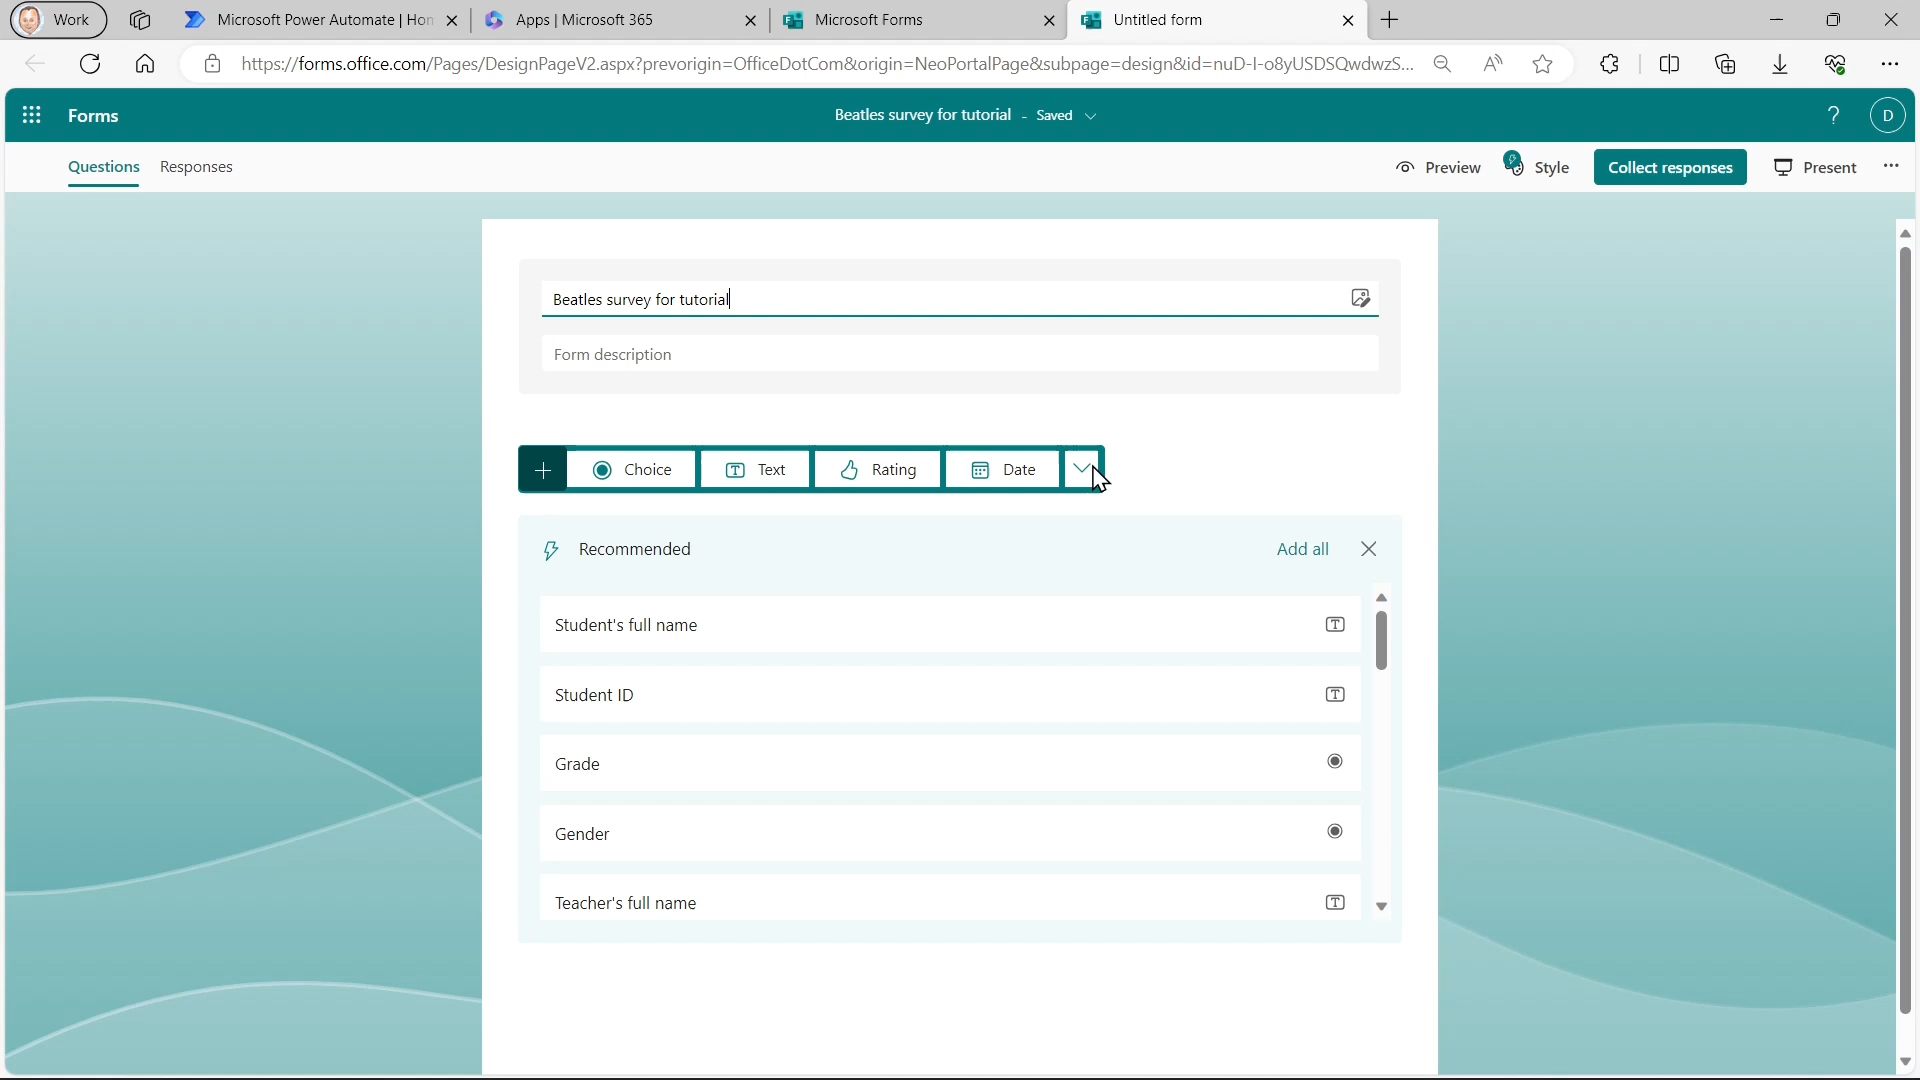 Work
Microsoft Power Automate | Hom
Apps | Microsoft 365
Microsoft Forms
Untitled form
https://forms.office.com/Pages/DesignPageV2.aspx?prevorigin=OfficeDotCom&origin=NeoPortalPage&subpage=design&id=nuD-I-o8yUSDSQwdwzS...
Forms
Beatles survey for tutorial - Saved
?
D
Questions
Responses
Preview
Style
Collect responses
Present
Beatles survey for tutorial
Form description
Choice
Text
Rating
Date
Recommended
Add all
Student's full name
Student ID
Grade
Gender
Teacher's full name